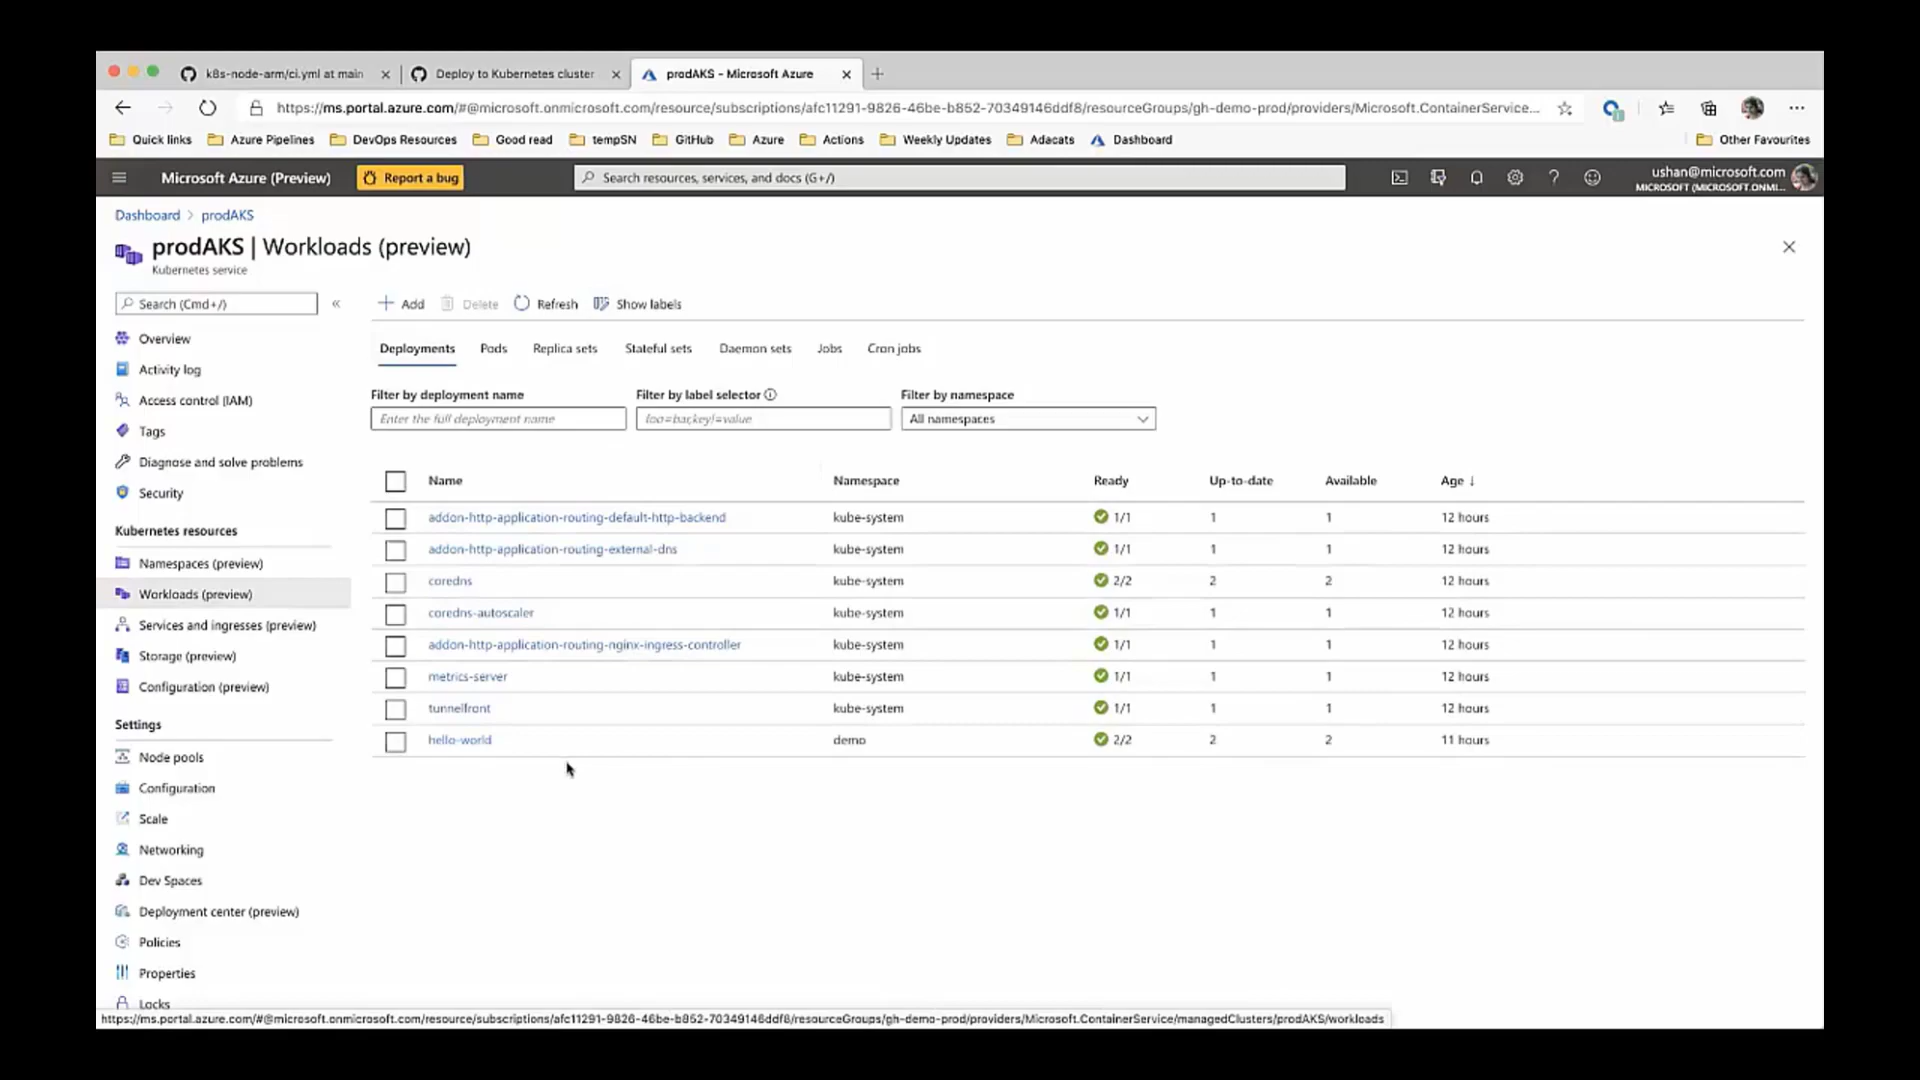 k8s-node-arm/ci.yml at main
Deploy to Kubernetes cluster
prodAKS - Microsoft Azure
https://ms.portal.azure.com/#@microsoft.onmicrosoft.com/resource/subscriptions/afc11291-9826-46be-b852-70349146ddf8/resourceGroups/gh-demo-prod/providers/Microsoft.ContainerService...
Quick links Azure Pipelines DevOps Resources Good read tempSN GitHub Azure Actions Weekly Updates Adacats Dashboard Other Favourites
Microsoft Azure (Preview) Report a bug Search resources, services, and docs (G+/)
ushan@microsoft.com
MICROSOFT (MICROSOFT.ONMI...
Dashboard > prodAKS
prodAKS | Workloads (preview)
Kubernetes service
Search (Cmd+/)
Overview
Activity log
Access control (IAM)
Tags
Diagnose and solve problems
Security
Kubernetes resources
Namespaces (preview)
Workloads (preview)
Services and ingresses (preview)
Storage (preview)
Configuration (preview)
Settings
Node pools
Configuration
Scale
Networking
Dev Spaces
Deployment center (preview)
Policies
Properties
Locks
Add Delete Refresh Show labels
Deployments Pods Replica sets Stateful sets Daemon sets Jobs Cron jobs
Filter by deployment name Filter by label selector Filter by namespace
Enter the full deployment name All namespaces
Name Namespace Ready Up-to-date Available Age ↓
addon-http-application-routing-default-http-backend kube-system 1/1 1 1 12 hours
addon-http-application-routing-external-dns kube-system 1/1 1 1 12 hours
coredns kube-system 2/2 2 2 12 hours
coredns-autoscaler kube-system 1/1 1 1 12 hours
addon-http-application-routing-nginx-ingress-controller kube-system 1/1 1 1 12 hours
metrics-server kube-system 1/1 1 1 12 hours
tunnelfront kube-system 1/1 1 1 12 hours
hello-world demo 2/2 2 2 11 hours
https://ms.portal.azure.com/#@microsoft.onmicrosoft.com/resource/subscriptions/afc11291-9826-46be-b852-70349146ddf8/resourceGroups/gh-demo-prod/providers/Microsoft.ContainerService/managedClusters/prodAKS/workloads